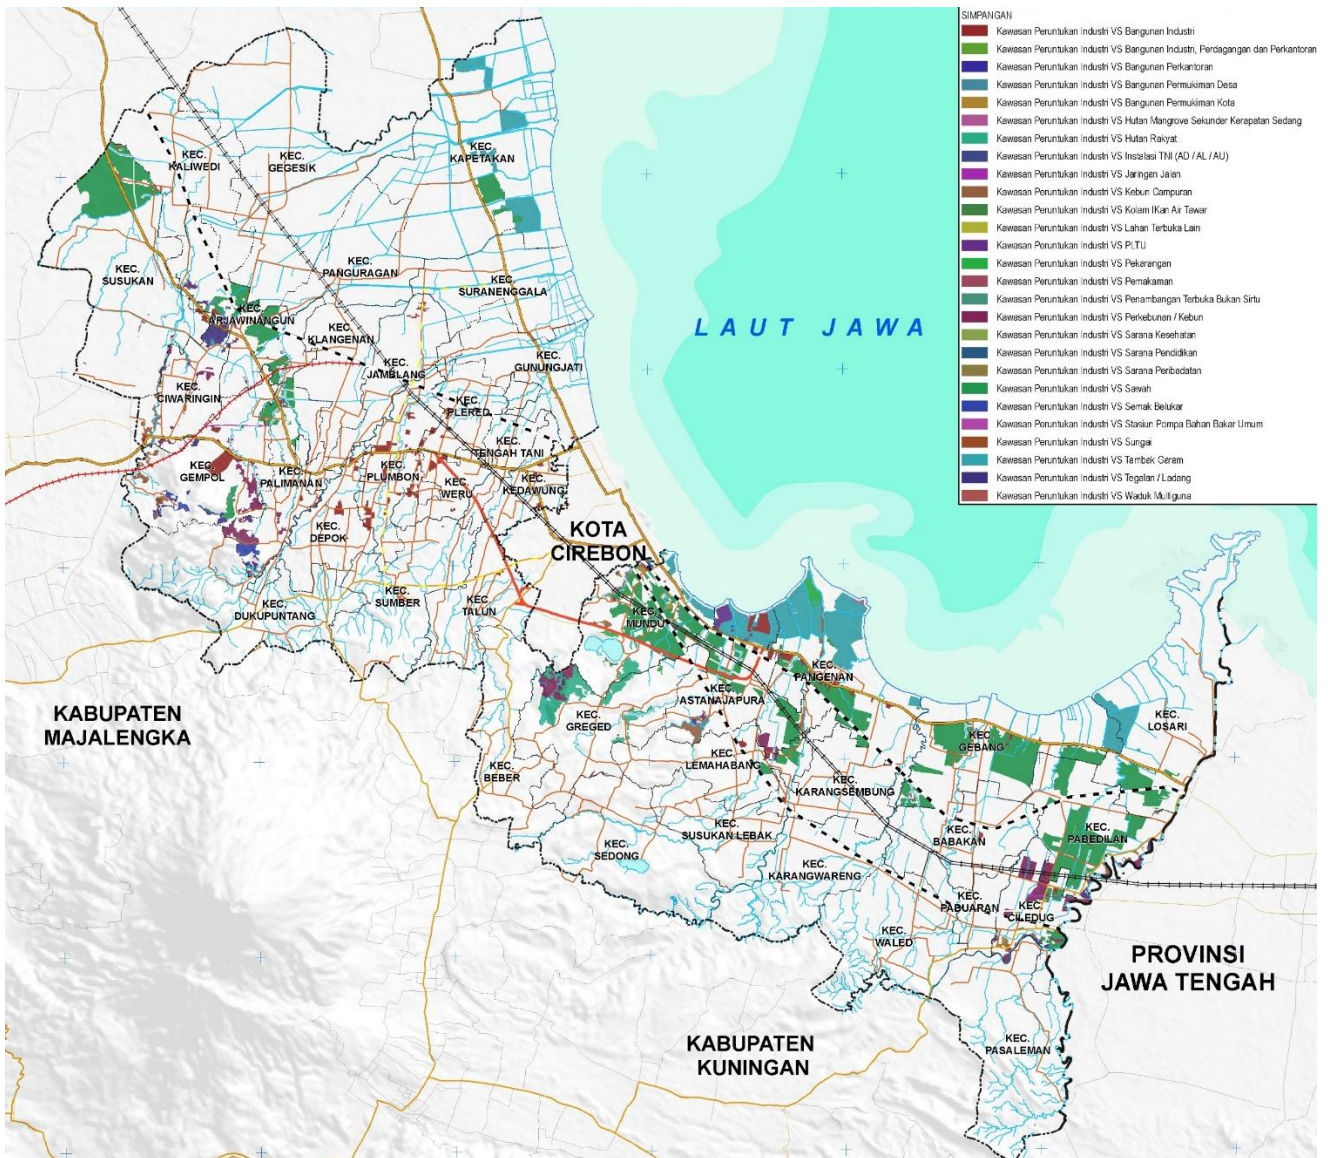 SIMPANGAN
Kawasan Peruntukan Industri VS Bangunan Industri
Kawasan Peruntukan Industri VS Bangunan Industri, Perdagangan dan Perkantoran
Kawasan Peruntukan Industri VS Bangunan Perkantoran
Kawasan Peruntukan Industri VS Bangunan Permukiman Desa
Kawasan Peruntukan Industri VS Bangunan Permukiman Kota
Kawasan Peruntukan Industri VS Hutan Mangrove Sekunder Kerapatan Sedang
Kawasan Peruntukan Industri VS Hutan Rakyat
Kawasan Peruntukan Industri VS Instalasi TNI (AD / AL / AU)
Kawasan Peruntukan Industri VS Jaringan Jalan
Kawasan Peruntukan Industri VS Kebun Campuran
Kawasan Peruntukan Industri VS Kolam IKan Air Tawar
Kawasan Peruntukan Industri VS Lahan Terbuka Lain
Kawasan Peruntukan Industri VS PLTU
Kawasan Peruntukan Industri VS Pekarangan
Kawasan Peruntukan Industri VS Pemakaman
Kawasan Peruntukan Industri VS Penambangan Terbuka Bukan Sirtu
Kawasan Peruntukan Industri VS Perkebunan / Kebun
Kawasan Peruntukan Industri VS Sarana Kesehatan
Kawasan Peruntukan Industri VS Sarana Pendidikan
Kawasan Peruntukan Industri VS Sarana Peribadatan
Kawasan Peruntukan Industri VS Sawah
Kawasan Peruntukan Industri VS Semak Belukar
Kawasan Peruntukan Industri VS Stasiun Pompa Bahan Bakar Umum
Kawasan Peruntukan Industri VS Sungai
Kawasan Peruntukan Industri VS Tambak Garam
Kawasan Peruntukan Industri VS Tegalan / Ladang
Kawasan Peruntukan Industri VS Waduk Multiguna
KEC.
KALIWEDI
KEC.
GEGESIK
KEC.
KAPETAKAN
KEC.
SUSUKAN
KEC.
PANGURAGAN
KEC.
SURANENGGALA
KEC.
ARJAWINANGUN
KEC.
KLANGENAN
KEC.
JAMBLANG
KEC.
GUNUNGJATI
LAUT JAWA
KEC.
CIWARINGIN
KEC.
PLERED
KEC.
TENGAH TANI
KEC.
GEMPOL
KEC.
PALIMANAN
KEC.
PLUMBON
KEC.
WERU
KEC.
KEDAWUNG
KEC.
DEPOK
KOTA
CIREBON
KEC.
DUKUPUNTANG
KEC.
SUMBER
KEC.
TALUN
KEC.
MUNDU
KEC.
PANGENAN
KEC.
ASTANAJAPURA
KEC.
GREGED
KEC.
LOSARI
KEC.
GEBANG
KABUPATEN
MAJALENGKA
KEC.
BEBER
KEC.
LEMAHABANG
KEC.
KARANGSEMBUNG
KEC.
SUSUKAN LEBAK
KEC.
BABAKAN
KEC.
PABEDILAN
KEC.
SEDONG
KEC.
KARANGWARENG
KEC.
PABUARAN
KEC.
CILEDUG
KEC.
WALED
PROVINSI
JAWA TENGAH
KABUPATEN
KUNINGAN
KEC.
PASALEMAN